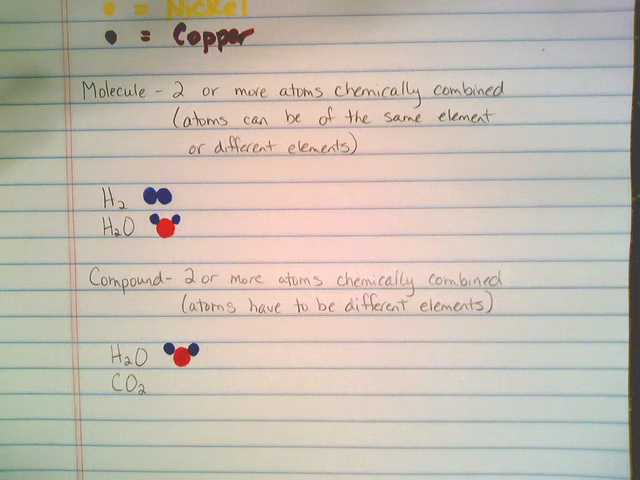 = Nickel
= Copper
Molecule - 2 or more atoms chemically combined
(atoms can be of the same element
or different elements)
H₂
H₂O
Compound - 2 or more atoms chemically combined
(atoms have to be different elements)
H₂O
CO₂